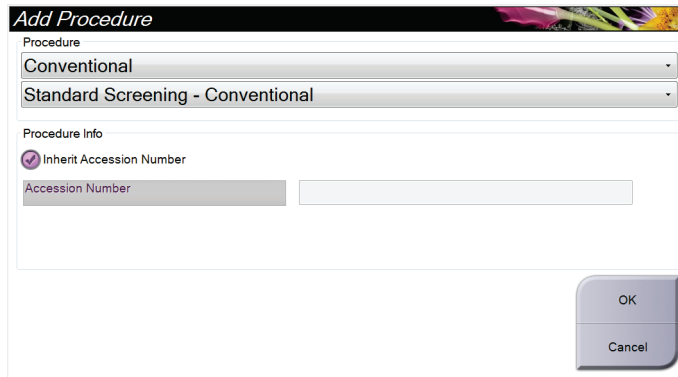 Add Procedure
Procedure
Conventional
Standard Screening - Conventional
Procedure Info
Inherit Accession Number
Accession Number
OK
Cancel